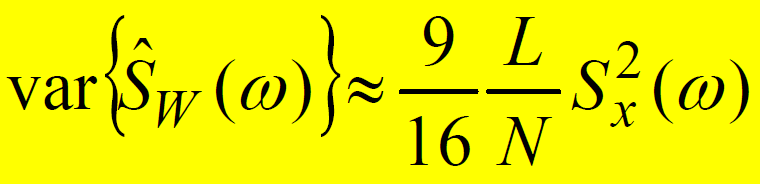 var{Ŝ_W(ω)} ≈ 9/16 L/N S_x^2(ω)